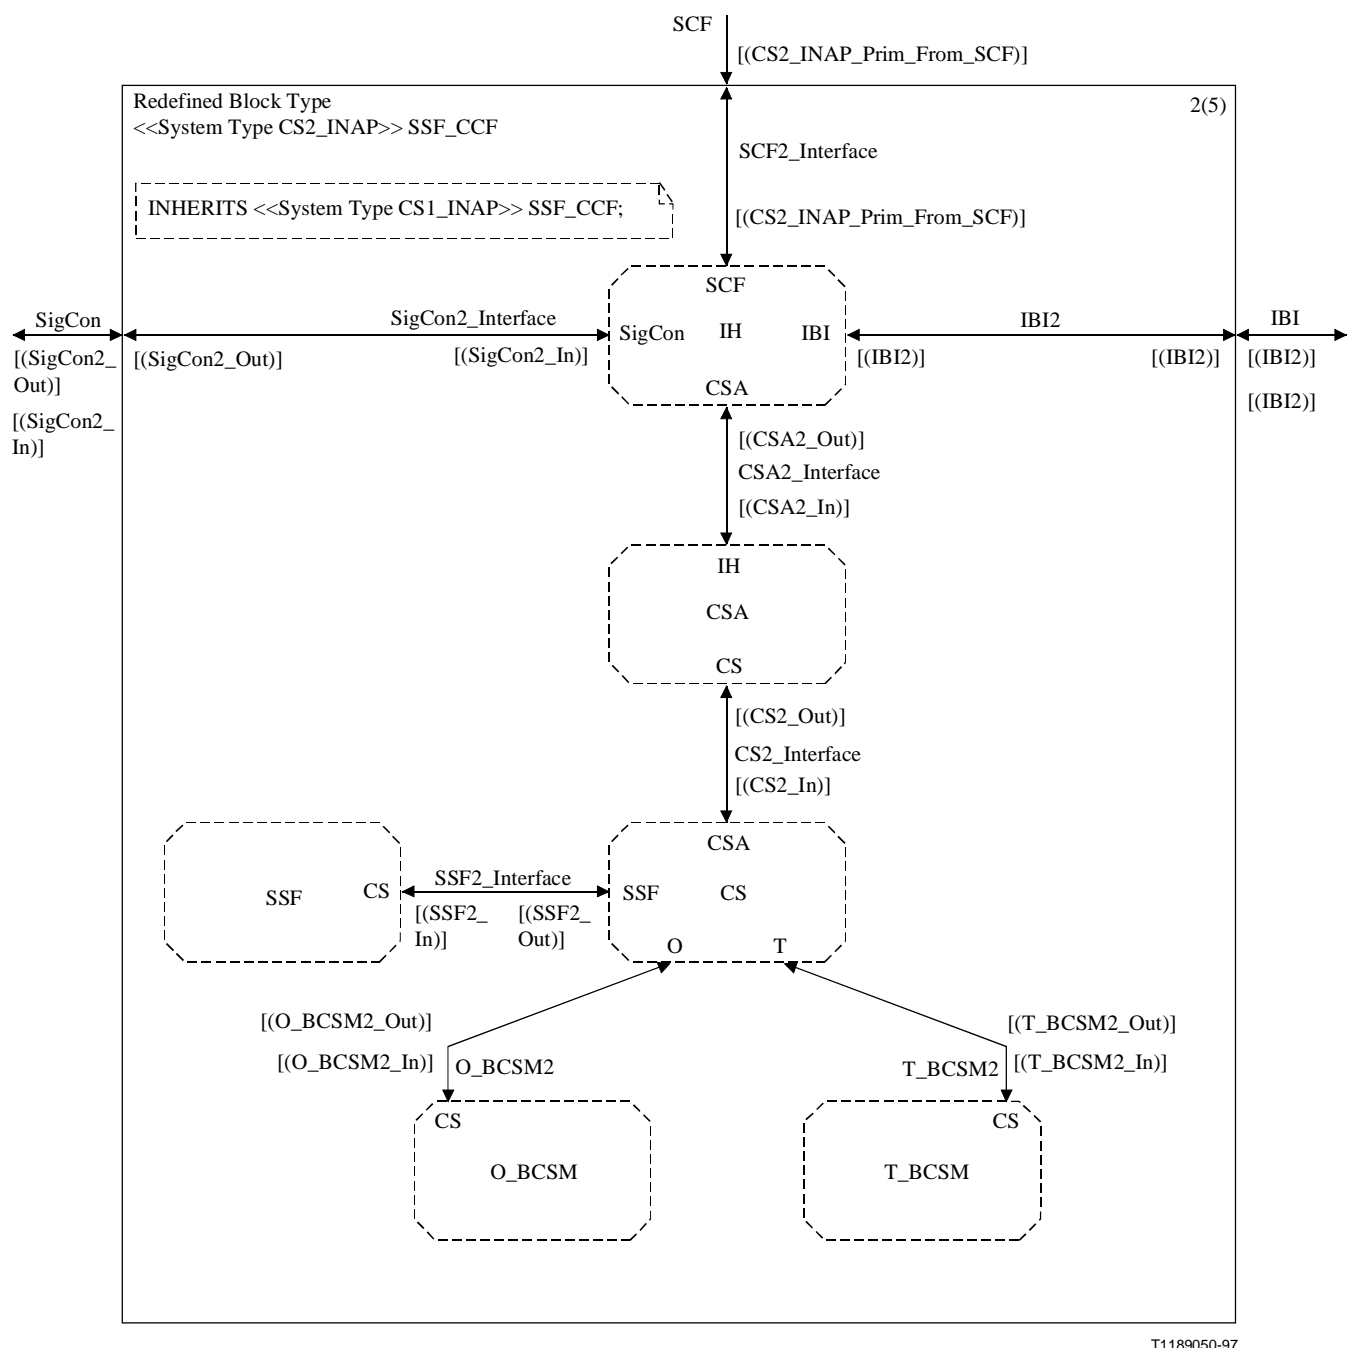 SCF
[(CS2_INAP_Prim_From_SCF)]
Redefined Block Type
2(5)
<<System Type CS2_INAP>> SSF_CCF
SCF2_Interface
INHERITS <<System Type CS1_INAP>> SSF_CCF;
[(CS2_INAP_Prim_From_SCF)]
SCF
SigCon
SigCon2_Interface
SigCon
IH
IBI
IBI2
IBI
[(SigCon2_
Out)]
[(SigCon2_Out)]
[(SigCon2_In)]
[(IBI2)]
[(IBI2)]
[(IBI2)]
CSA
[(SigCon2_
In)]
[(IBI2)]
[(CSA2_Out)]
CSA2_Interface
[(CSA2_In)]
IH
CSA
CS
[(CS2_Out)]
CS2_Interface
[(CS2_In)]
CSA
SSF
CS
SSF2_Interface
SSF
CS
[(SSF2_
In)]
[(SSF2_
Out)]
O
T
[(O_BCSM2_Out)]
[(T_BCSM2_Out)]
[(O_BCSM2_In)]
O_BCSM2
T_BCSM2
[(T_BCSM2_In)]
CS
CS
O_BCSM
T_BCSM
T1189050-97